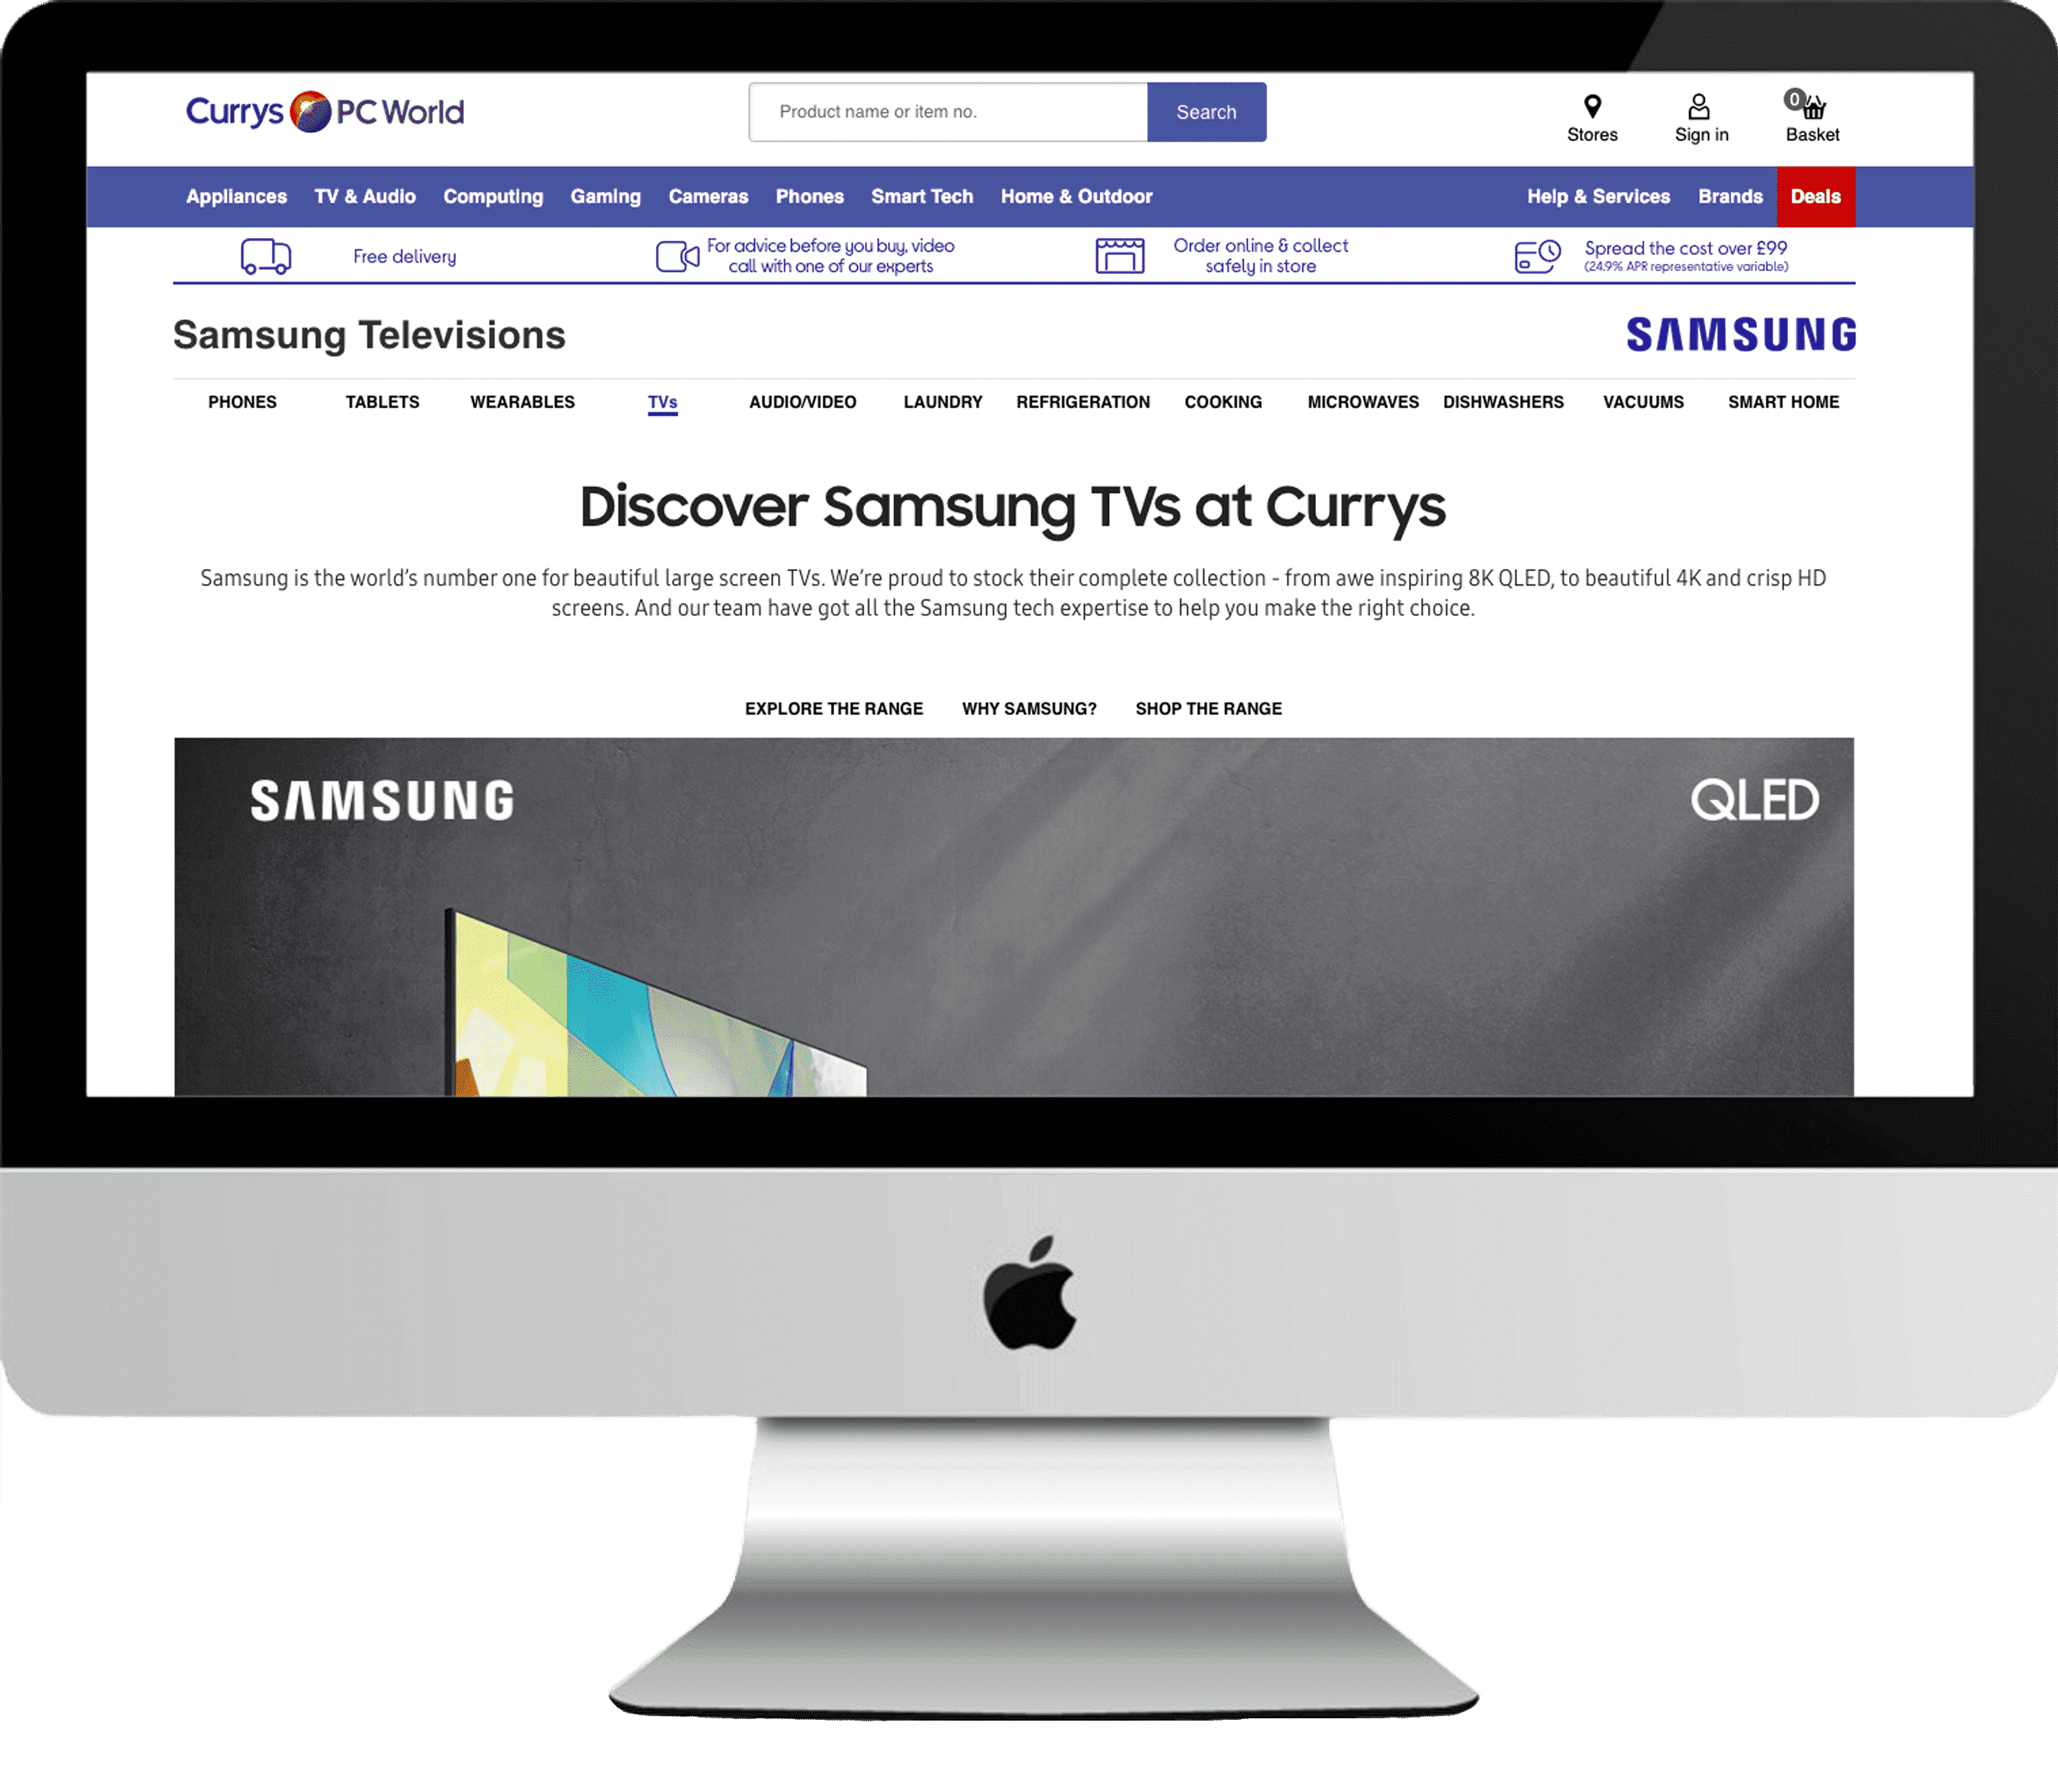 Currys PC World
Product name or item no.
Search
Stores
Sign in
0
Basket
Appliances
TV & Audio
Computing
Gaming
Cameras
Phones
Smart Tech
Home & Outdoor
Help & Services
Brands
Deals
Free delivery
For advice before you buy, video
call with one of our experts
Order online & collect
safely in store
Spread the cost over £99
(24.9% APR representative variable)
Samsung Televisions
SAMSUNG
PHONES
TABLETS
WEARABLES
TVs
AUDIO/VIDEO
LAUNDRY
REFRIGERATION
COOKING
MICROWAVES
DISHWASHERS
VACUUMS
SMART HOME
Discover Samsung TVs at Currys
Samsung is the world’s number one for beautiful large screen TVs. We’re proud to stock their complete collection - from awe inspiring 8K QLED, to beautiful 4K and crisp HD
screens. And our team have got all the Samsung tech expertise to help you make the right choice.
EXPLORE THE RANGE
WHY SAMSUNG?
SHOP THE RANGE
SAMSUNG
QLED